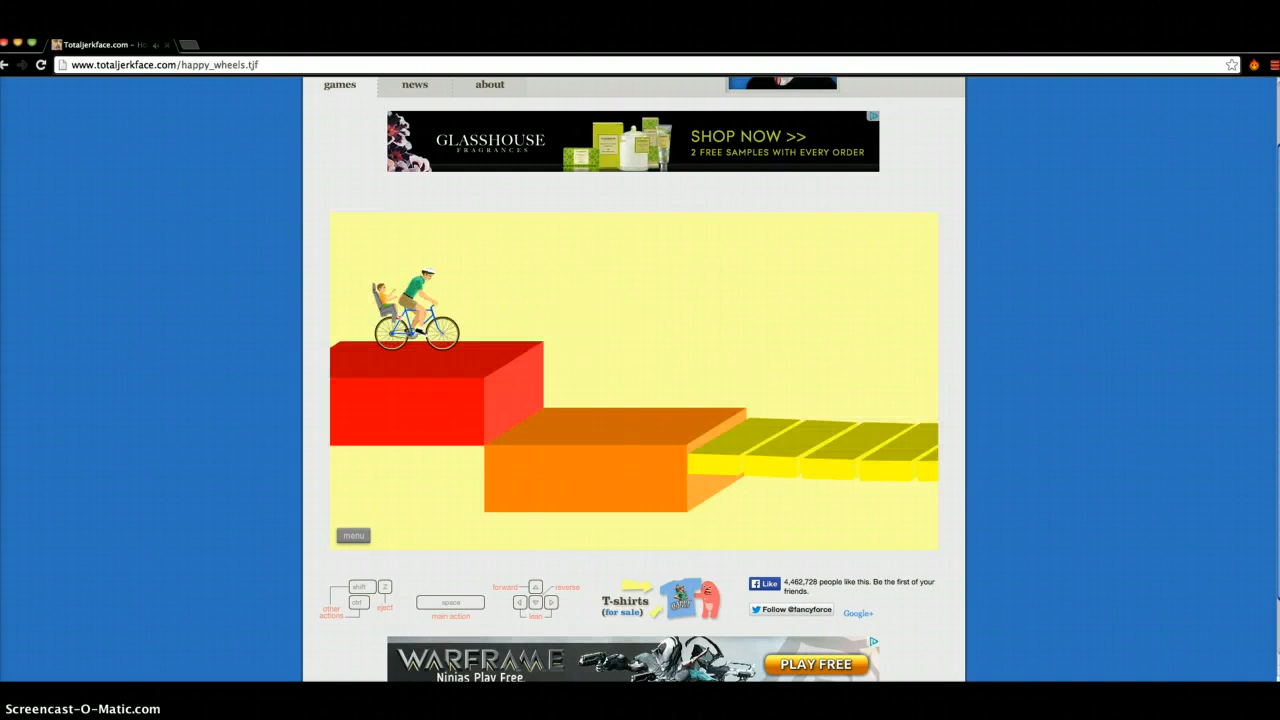 Totaljerkface.com - Ho
www.totaljerkface.com/happy_wheels.tjf
games
news
about
GLASSHOUSE
FRAGRANCES
SHOP NOW >>
2 FREE SAMPLES WITH EVERY ORDER
menu
shift
Z
ctrl
other
actions
eject
space
main action
forward
reverse
lean
T-shirts
(for sale)
Like
4,462,728 people like this. Be the first of your
friends.
Follow @fancyforce
Google+
WARFRAME
Ninjas Play Free
PLAY FREE
Screencast-O-Matic.com